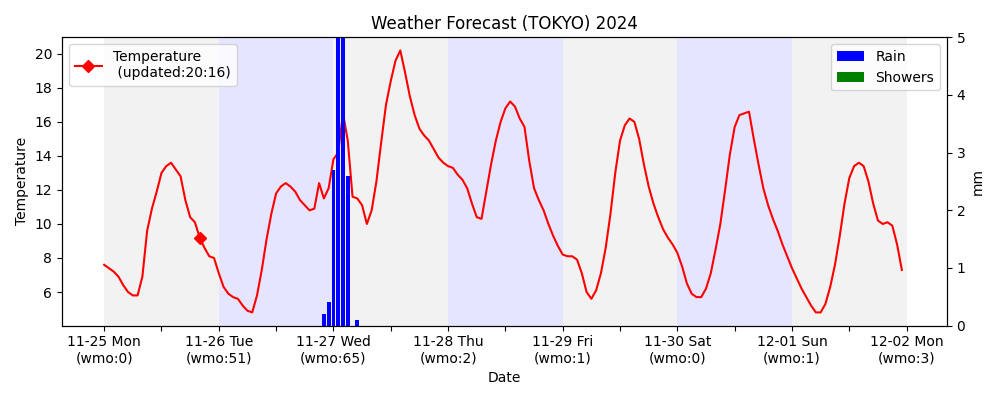 Weather Forecast (TOKYO) 2024
Temperature
(updated:20:16)
Rain
Showers
Temperature
20
18
16
14
12
10
8
6
5
4
3
2
1
0
mm
11-25 Mon
(wmo:0)
11-26 Tue
(wmo:51)
11-27 Wed
(wmo:65)
11-28 Thu
(wmo:2)
11-29 Fri
(wmo:1)
11-30 Sat
(wmo:0)
12-01 Sun
(wmo:1)
12-02 Mon
(wmo:3)
Date